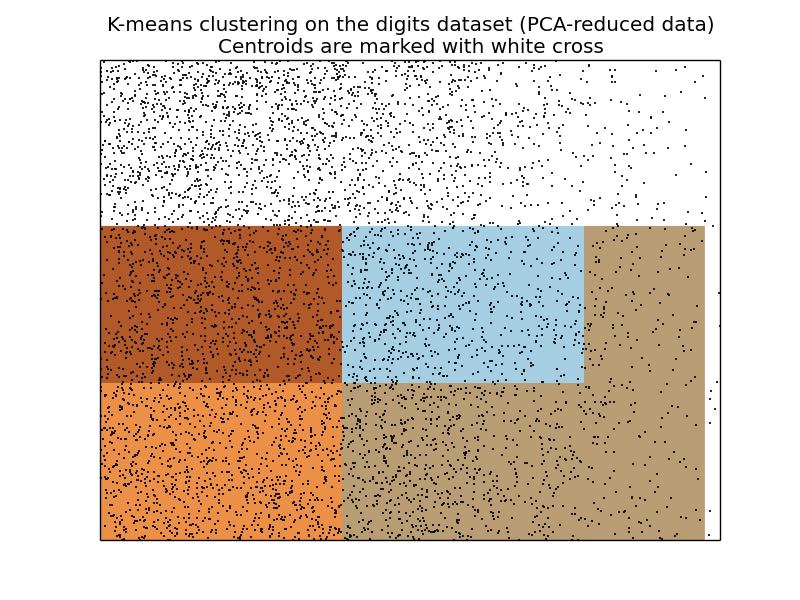 K-means clustering on the digits dataset (PCA-reduced data)
Centroids are marked with white cross